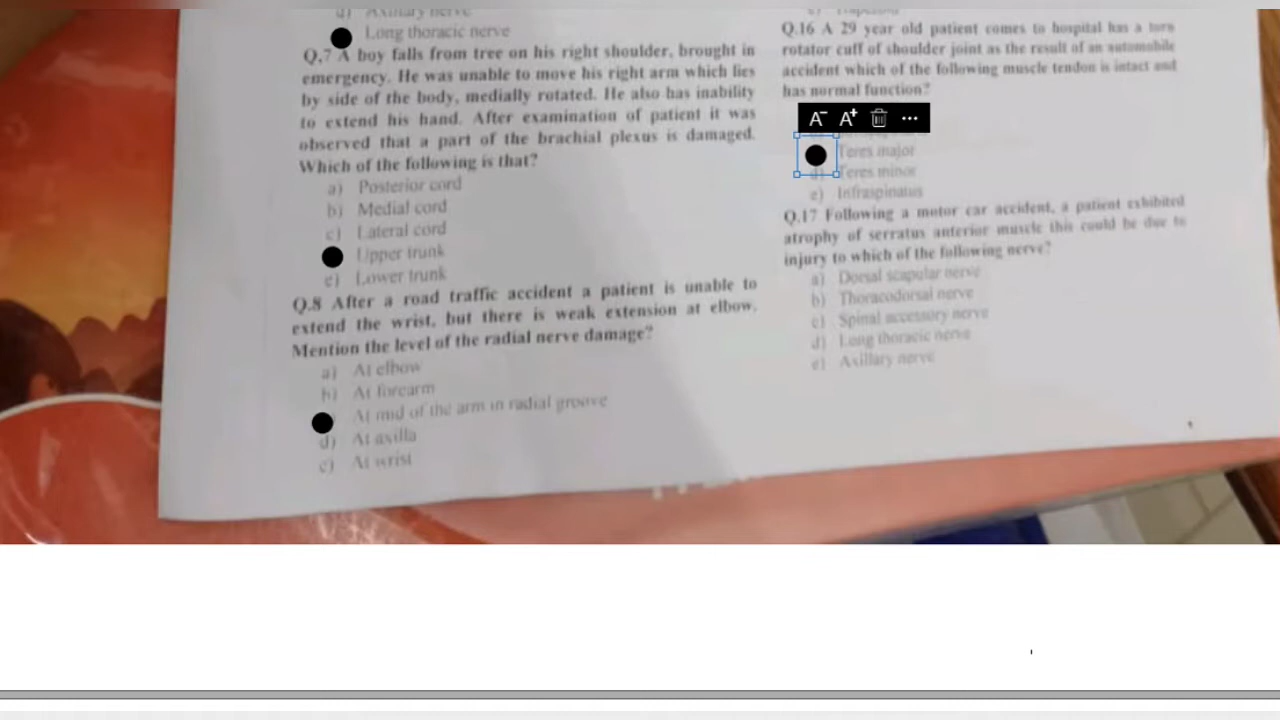 d) Axillary nerve
Long thoracic nerve
Q.7 A boy falls from tree on his right shoulder, brought in
emergency. He was unable to move his right arm which lies
by side of the body, medially rotated. He also has inability
to extend his hand. After examination of patient it was
observed that a part of the brachial plexus is damaged.
Which of the following is that?
a) Posterior cord
b) Medial cord
c) Lateral cord
Upper trunk
e) Lower trunk
Q.8 After a road traffic accident a patient is unable to
extend the wrist, but there is weak extension at elbow.
Mention the level of the radial nerve damage?
a) At elbow
b) At forearm
At mid of the arm in radial groove
d) At axilla
e) At wrist
Q.16 A 29 year old patient comes to hospital has a torn
rotator cuff of shoulder joint as the result of an automobile
accident which of the following muscle tendon is intact and
has normal function?
A- A+
Teres major
d) Teres minor
e) Infraspinatus
Q.17 Following a motor car accident, a patient exhibited
atrophy of serratus anterior muscle this could be due to
injury to which of the following nerve?
a) Dorsal scapular nerve
b) Thoracodorsal nerve
c) Spinal accessory nerve
d) Long thoracic nerve
e) Axillary nerve